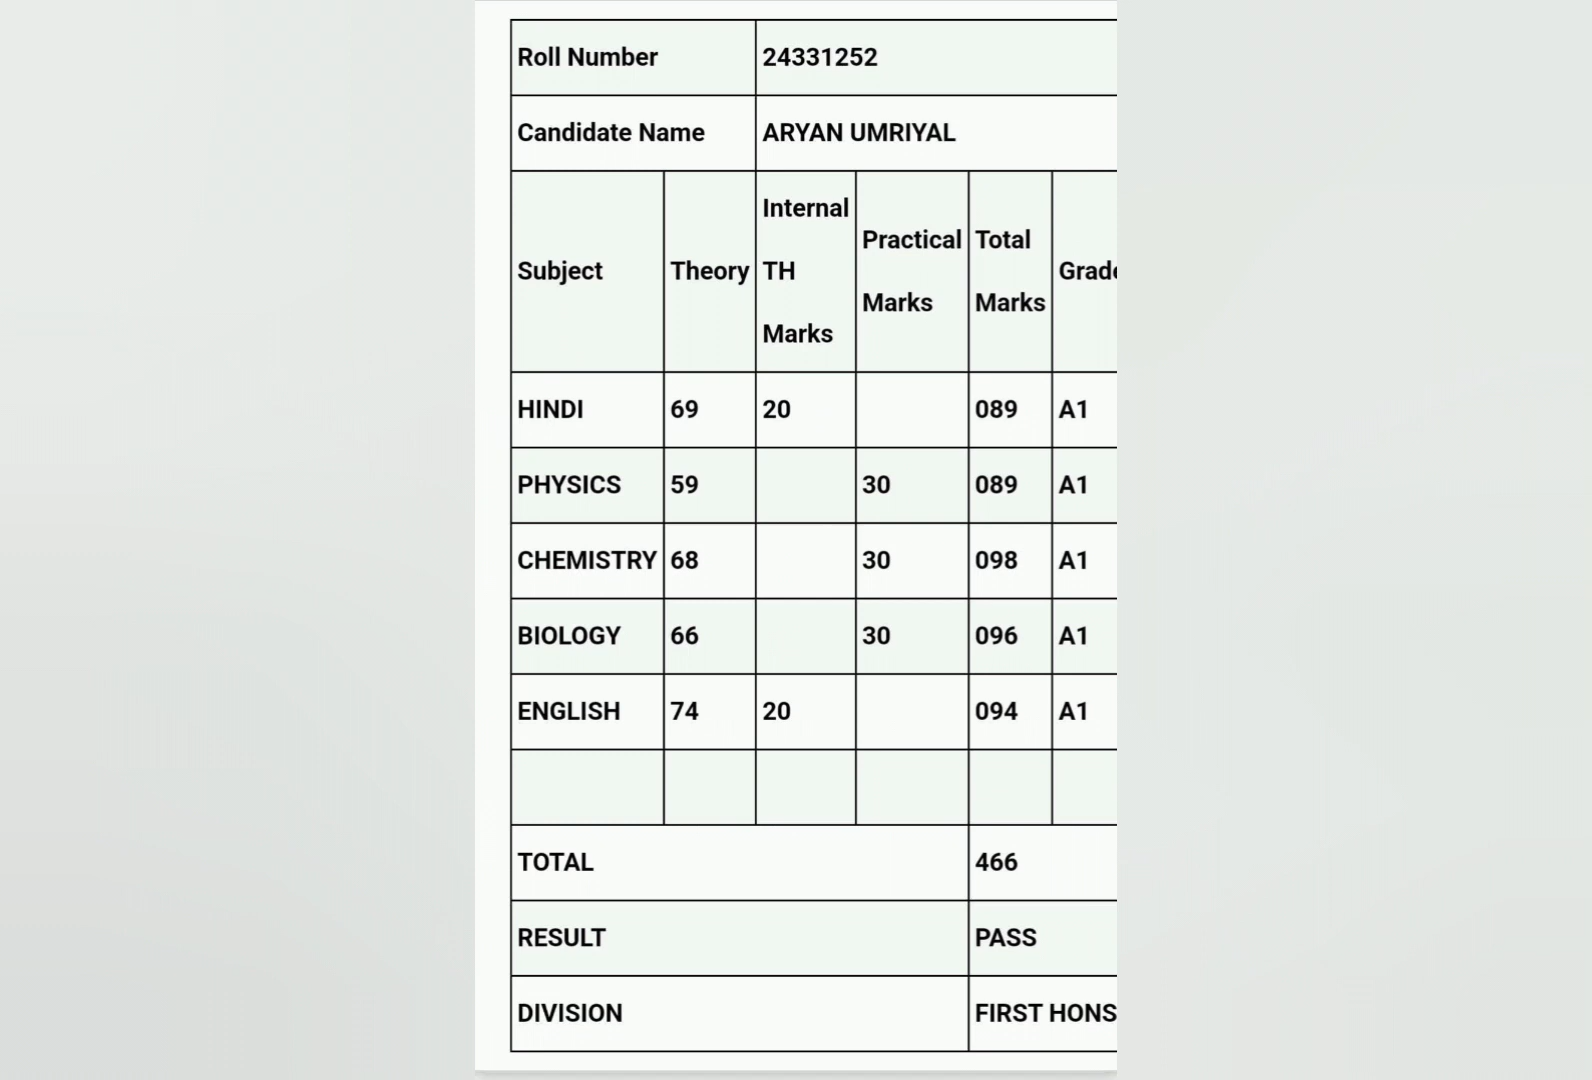 Roll Number 24331252
Candidate Name ARYAN UMRIYAL
Subject Theory Internal TH Marks Practical Marks Total Marks
HINDI 69 20 089 A1
PHYSICS 59 30 089 A1
CHEMISTRY 68 30 098 A1
BIOLOGY 66 30 096 A1
ENGLISH 74 20 094 A1
TOTAL 466
RESULT PASS
DIVISION FIRST HONS